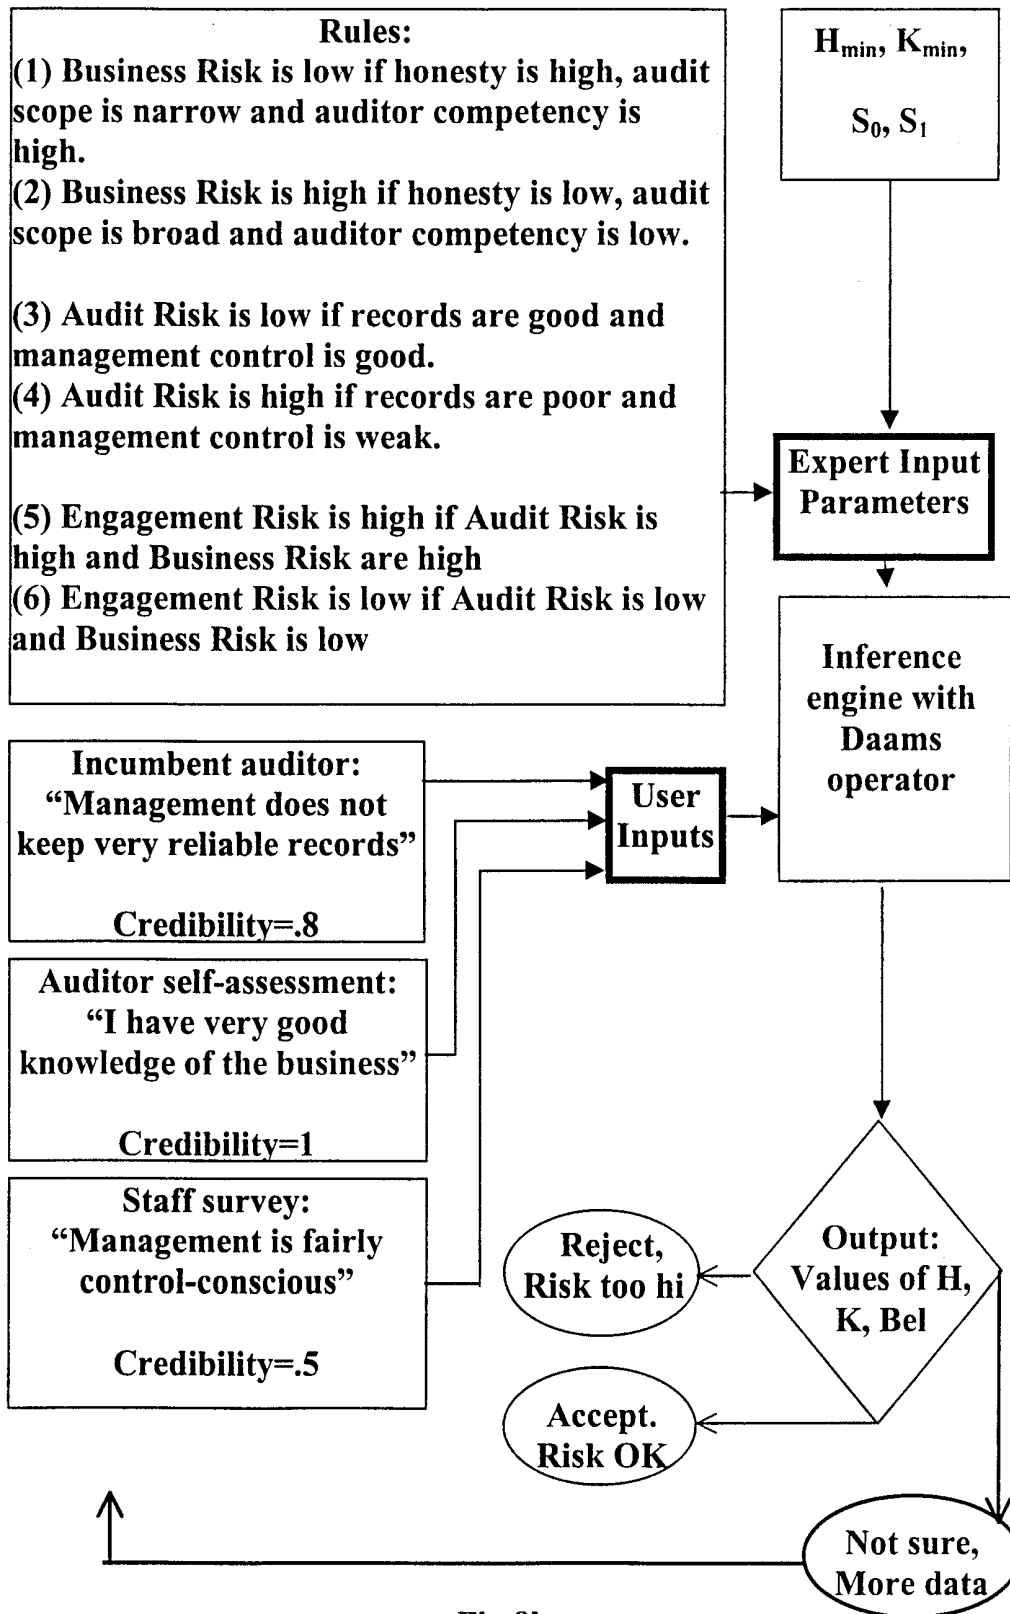 Rules:
(1) Business Risk is low if honesty is high, audit
scope is narrow and auditor competency is
high.
(2) Business Risk is high if honesty is low, audit
scope is broad and auditor competency is low.
(3) Audit Risk is low if records are good and
management control is good.
(4) Audit Risk is high if records are poor and
management control is weak.
(5) Engagement Risk is high if Audit Risk is
high and Business Risk are high
(6) Engagement Risk is low if Audit Risk is low
and Business Risk is low
Hmin, Kmin,
S0, S1
Expert Input
Parameters
Inference
engine with
Daams
operator
Incumbent auditor:
“Management does not
keep very reliable records”
Credibility=.8
User
Inputs
Auditor self-assessment:
“I have very good
knowledge of the business”
Credibility=1
Staff survey:
“Management is fairly
control-conscious”
Credibility=.5
Output:
Values of H,
K, Bel
Reject,
Risk too hi
Accept.
Risk OK
Not sure,
More data